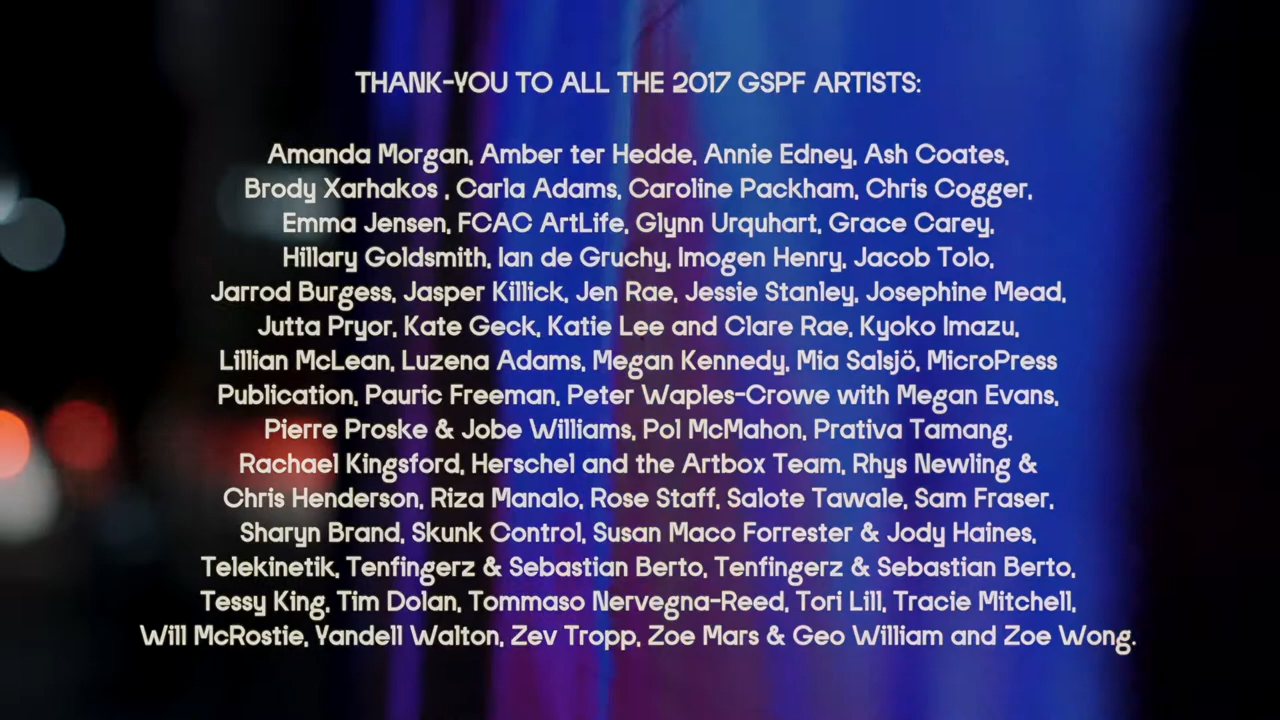 THANK-YOU TO ALL THE 2017 GSPF ARTISTS:
Amanda Morgan, Amber ter Hedde, Annie Edney, Ash Coates,
Brody Xarhakos , Carla Adams, Caroline Packham, Chris Cogger,
Emma Jensen, FCAC ArtLife, Glynn Urquhart, Grace Carey,
Hillary Goldsmith, Ian de Gruchy, Imogen Henry, Jacob Tolo,
Jarrod Burgess, Jasper Killick, Jen Rae, Jessie Stanley, Josephine Mead,
Jutta Pryor, Kate Geck, Katie Lee and Clare Rae, Kyoko Imazu,
Lillian McLean, Luzena Adams, Megan Kennedy, Mia Salsjö, MicroPress
Publication, Pauric Freeman, Peter Waples-Crowe with Megan Evans,
Pierre Proske & Jobe Williams, Pol McMahon, Prativa Tamang,
Rachael Kingsford, Herschel and the Artbox Team, Rhys Newling &
Chris Henderson, Riza Manalo, Rose Staff, Salote Tawale, Sam Fraser,
Sharyn Brand, Skunk Control, Susan Maco Forrester & Jody Haines,
Telekinetik, Tenfingerz & Sebastian Berto, Tenfingerz & Sebastian Berto,
Tessy King, Tim Dolan, Tommaso Nervegna-Reed, Tori Lill, Tracie Mitchell,
Will McRostie, Yandell Walton, Zev Tropp, Zoe Mars & Geo William and Zoe Wong.